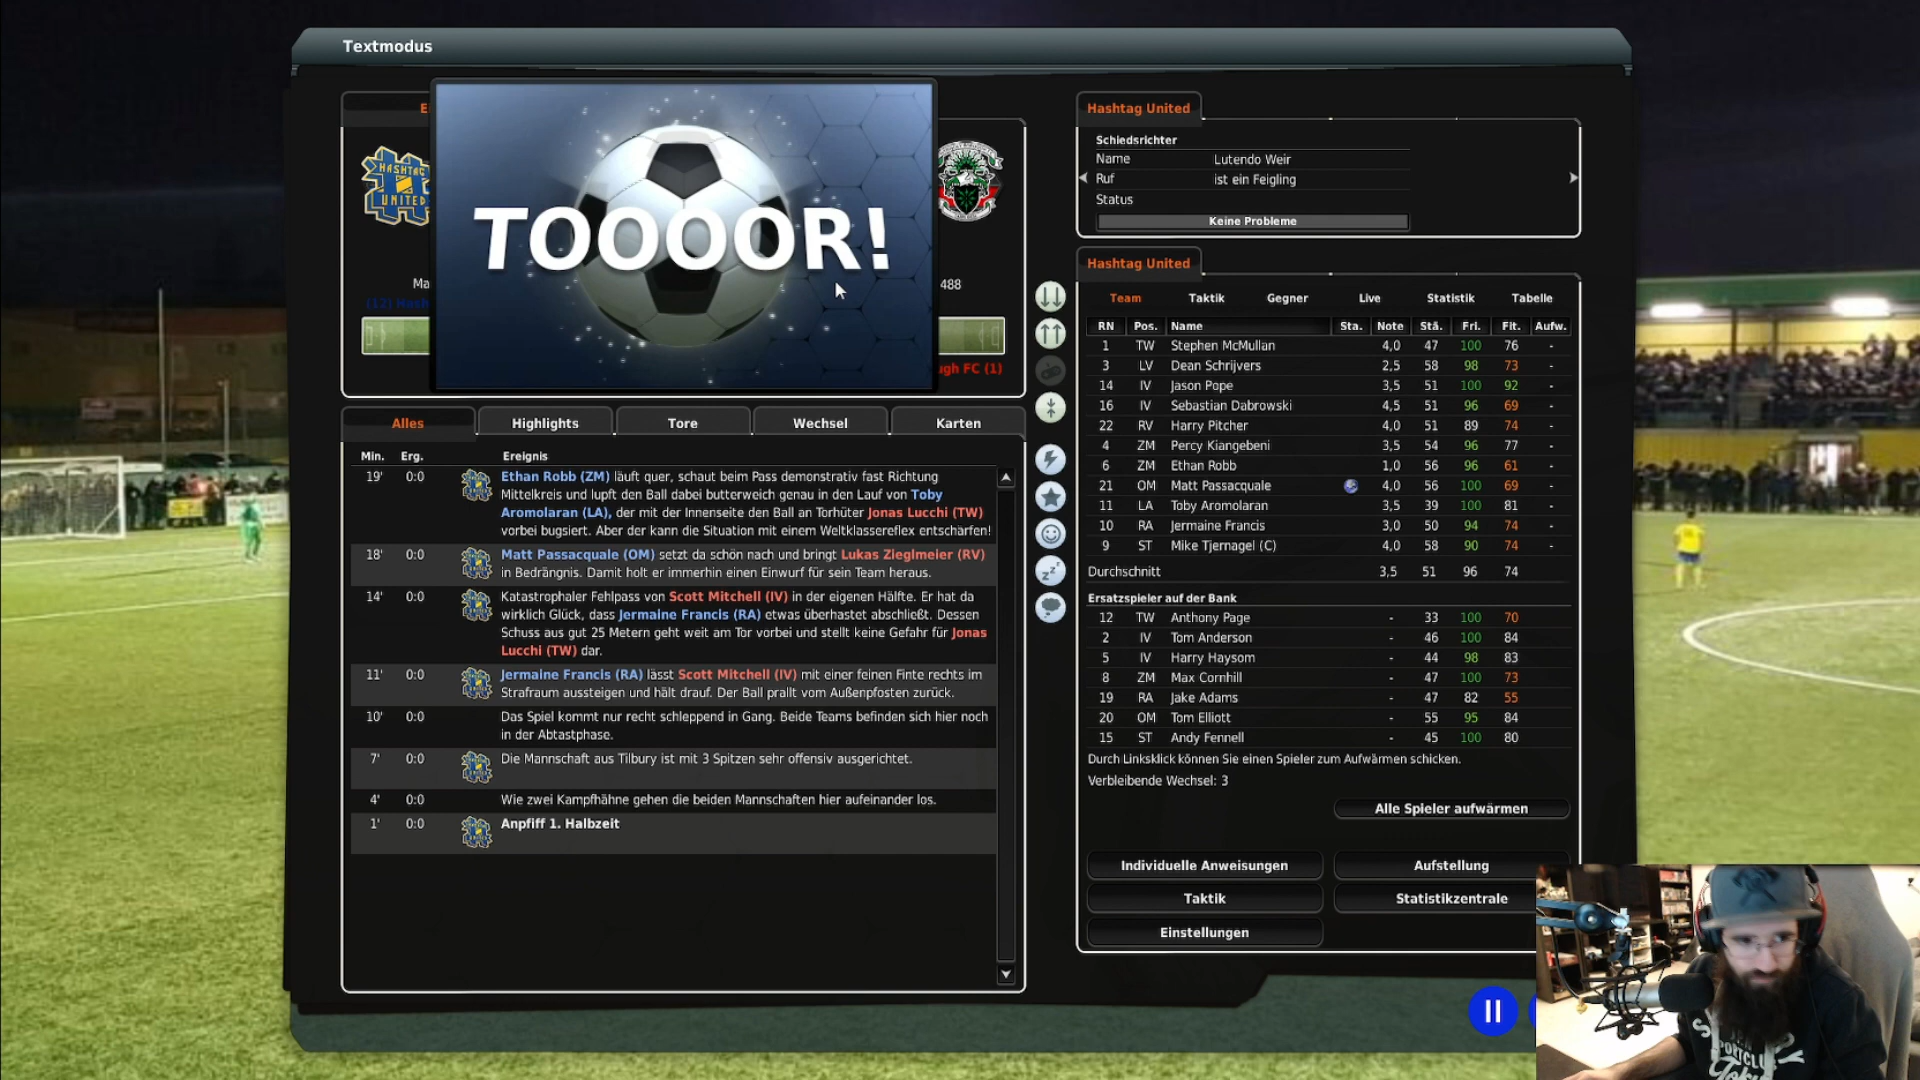 Textmodus
TOOOOR!
HASHTAG
UNITED
488
(12) Hash
ugh FC (1)
Alles
Highlights
Tore
Wechsel
Karten
Min.
Erg.
Ereignis
19'
0:0
Ethan Robb (ZM) läuft quer, schaut beim Pass demonstrativ fast Richtung
Mittelkreis und lupft den Ball dabei butterweich genau in den Lauf von Toby
Aromolaran (LA), der mit der Innenseite den Ball an Torhüter Jonas Lucchi (TW)
vorbei bugsiert. Aber der kann die Situation mit einem Weltklassereflex entschärfen!
18'
0:0
Matt Passacquale (OM) setzt da schön nach und bringt Lukas Zieglmeier (RV)
in Bedrängnis. Damit holt er immerhin einen Einwurf für sein Team heraus.
14'
0:0
Katastrophaler Fehlpass von Scott Mitchell (IV) in der eigenen Hälfte. Er hat da
wirklich Glück, dass Jermaine Francis (RA) etwas überhastet abschließt. Dessen
Schuss aus gut 25 Metern geht weit am Tor vorbei und stellt keine Gefahr für Jonas
Lucchi (TW) dar.
11'
0:0
Jermaine Francis (RA) lässt Scott Mitchell (IV) mit einer feinen Finte rechts im
Strafraum aussteigen und hält drauf. Der Ball prallt vom Außenpfosten zurück.
10'
0:0
Das Spiel kommt nur recht schleppend in Gang. Beide Teams befinden sich hier noch
in der Abtastphase.
7'
0:0
Die Mannschaft aus Tilbury ist mit 3 Spitzen sehr offensiv ausgerichtet.
4'
0:0
Wie zwei Kampfhähne gehen die beiden Mannschaften hier aufeinander los.
1'
0:0
Anpfiff 1. Halbzeit
Hashtag United
Schiedsrichter
Name Lutendo Weir
Ruf ist ein Feigling
Status
Keine Probleme
Hashtag United
Team Taktik Gegner Live Statistik Tabelle
RN Pos. Name Sta. Note Stä. Fri. Fit. Aufw.
1 TW Stephen McMullan 4,0 47 100 76 -
3 LV Dean Schrijvers 2,5 58 98 73 -
14 IV Jason Pope 3,5 51 100 92 -
16 IV Sebastian Dabrowski 4,5 51 96 69 -
22 RV Harry Pitcher 4,0 51 89 74 -
4 ZM Percy Kiangebeni 3,5 54 96 77 -
6 ZM Ethan Robb 1,0 56 96 61 -
21 OM Matt Passacquale 4,0 56 100 69 -
11 LA Toby Aromolaran 3,5 39 100 81 -
10 RA Jermaine Francis 3,0 50 94 74 -
9 ST Mike Tjernagel (C) 4,0 58 90 74 -
Durchschnitt 3,5 51 96 74
Ersatzspieler auf der Bank
12 TW Anthony Page - 33 100 70
2 IV Tom Anderson - 46 100 84
5 IV Harry Haysom - 44 98 83
8 ZM Max Cornhill - 47 100 73
19 RA Jake Adams - 47 82 55
20 OM Tom Elliott - 55 95 84
15 ST Andy Fennell - 45 100 80
Durch Linksklick können Sie einen Spieler zum Aufwärmen schicken.
Verbleibende Wechsel: 3
Alle Spieler aufwärmen
Individuelle Anweisungen
Aufstellung
Taktik
Statistikzentrale
Einstellungen